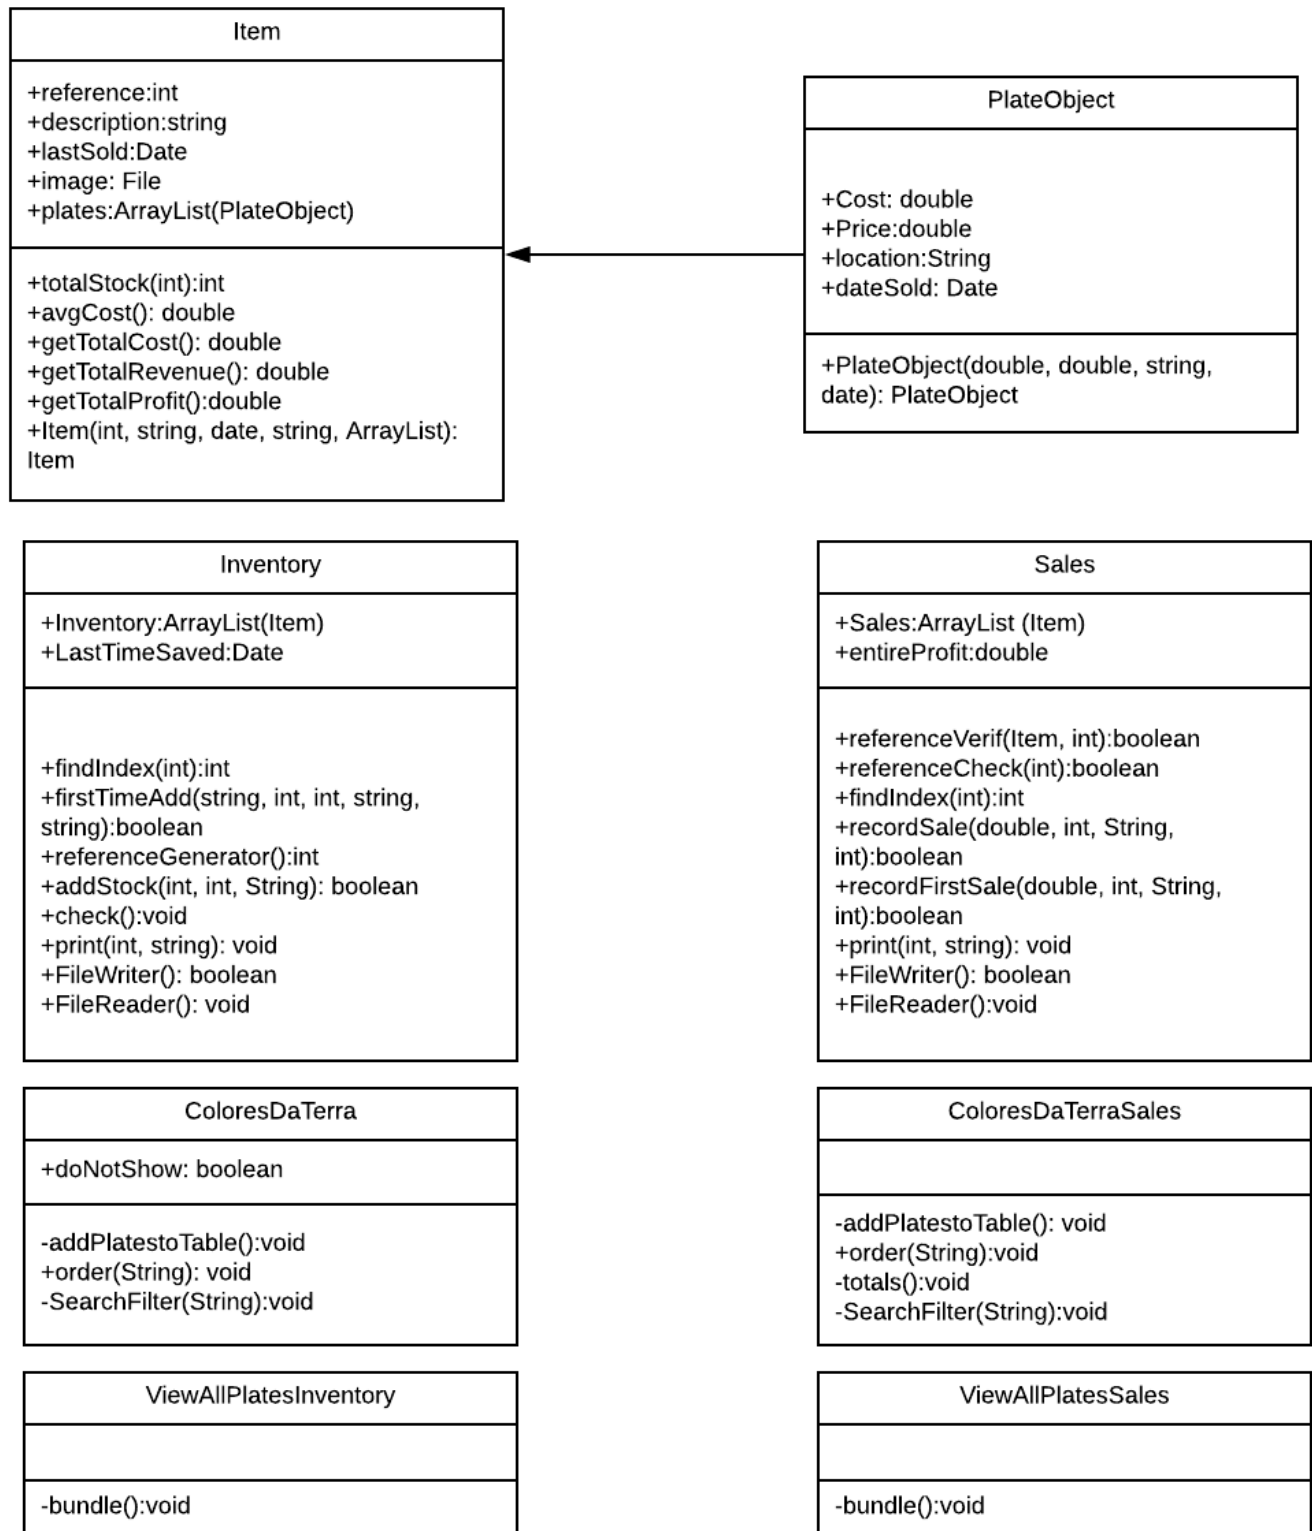 Item
+reference:int
+description:string
+lastSold:Date
+image: File
+plates:ArrayList(PlateObject)
+totalStock(int):int
+avgCost(): double
+getTotalCost(): double
+getTotalRevenue(): double
+getTotalProfit():double
+Item(int, string, date, string, ArrayList):
Item
PlateObject
+Cost: double
+Price:double
+location:String
+dateSold: Date
+PlateObject(double, double, string,
date): PlateObject
Inventory
+Inventory:ArrayList(Item)
+LastTimeSaved:Date
+findIndex(int):int
+firstTimeAdd(string, int, int, string,
string):boolean
+referenceGenerator():int
+addStock(int, int, String): boolean
+check():void
+print(int, string): void
+FileWriter(): boolean
+FileReader(): void
Sales
+Sales:ArrayList (Item)
+entireProfit:double
+referenceVerif(Item, int):boolean
+referenceCheck(int):boolean
+findIndex(int):int
+recordSale(double, int, String,
int):boolean
+recordFirstSale(double, int, String,
int):boolean
+print(int, string): void
+FileWriter(): boolean
+FileReader():void
ColoresDaTerra
+doNotShow: boolean
-addPlatestoTable():void
+order(String): void
-SearchFilter(String):void
ColoresDaTerraSales
-addPlatestoTable(): void
+order(String):void
-totals():void
-SearchFilter(String):void
ViewAllPlatesInventory
-bundle():void
ViewAllPlatesSales
-bundle():void